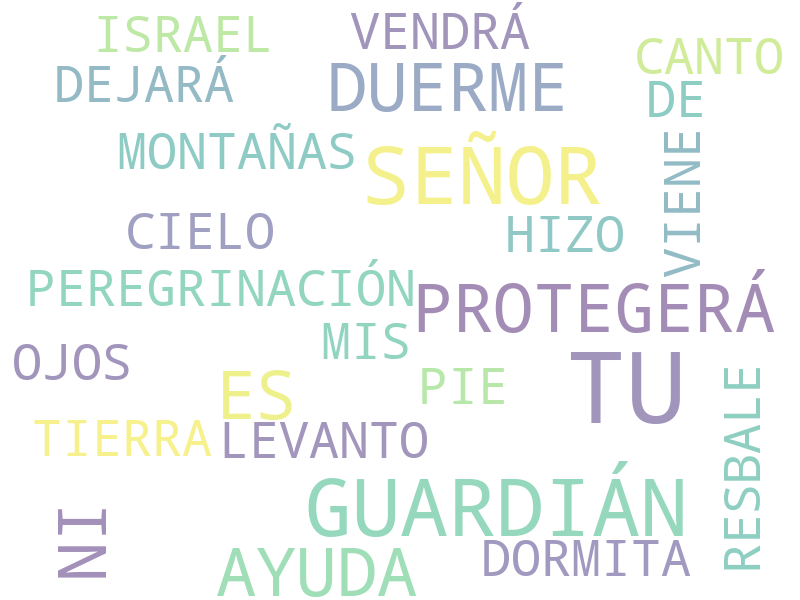 ISRAEL
VENDRÁ
CANTO
DEJARÁ
DUERME
DE
MONTAÑAS
SEÑOR
VIENE
CIELO
HIZO
PEREGRINACIÓN
PROTEGERÁ
MIS
OJOS
ES
PIE
TU
TIERRA
LEVANTO
RESBALE
GUARDIÁN
NI
AYUDA
DORMITA